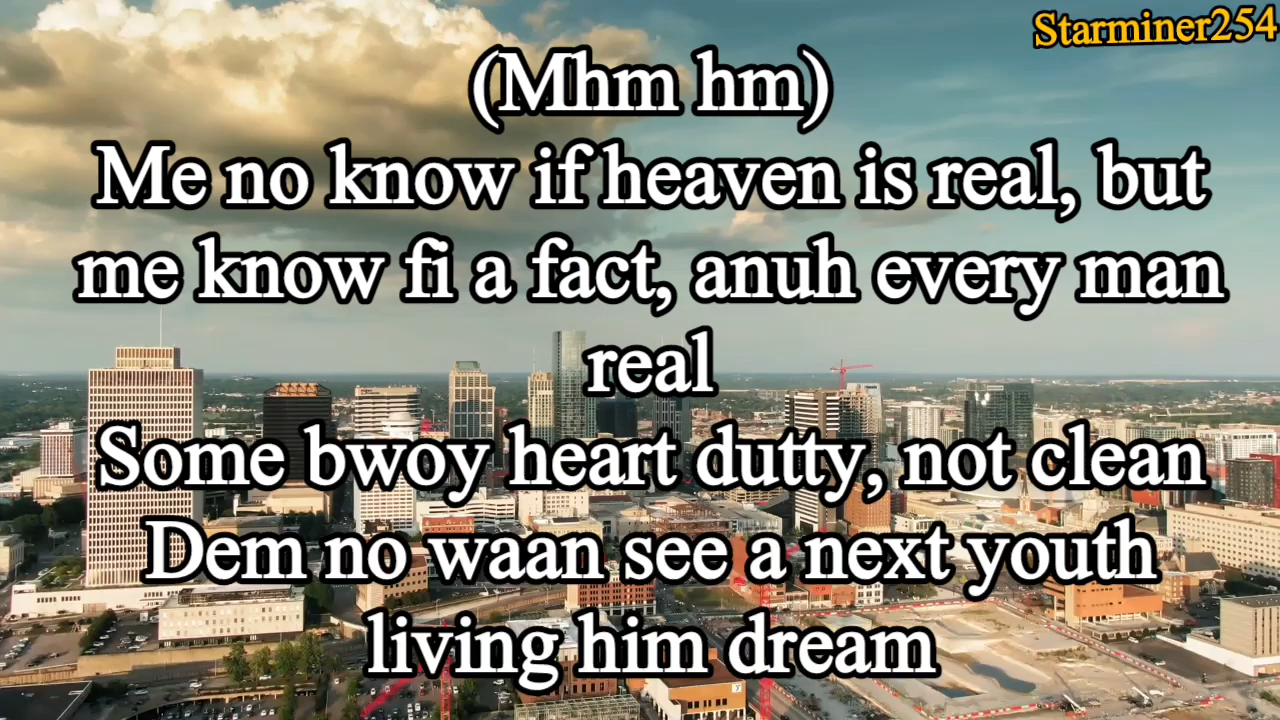 Starminer254
(Mhm hm)
Me no know if heaven is real, but
me know fi a fact, anuh every man
real
Some bwoy heart dutty, not clean
Dem no waan see a next youth
living him dream